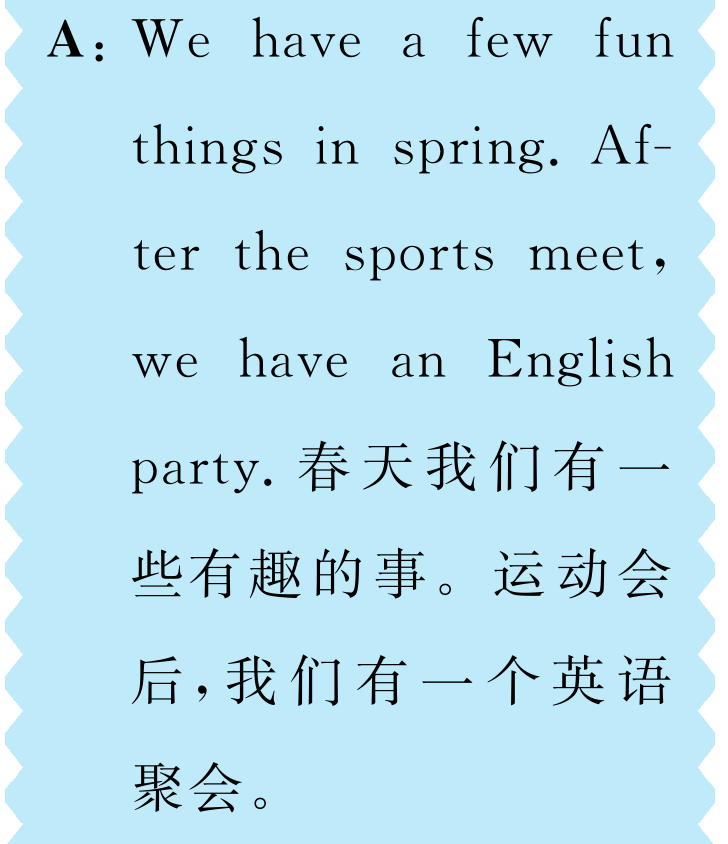 A: We have a few fun
things in spring. Af-
ter the sports meet,
we have an English
party. 春天我们有一
些有趣的事。运动会
后,我们有一个英语
聚会。